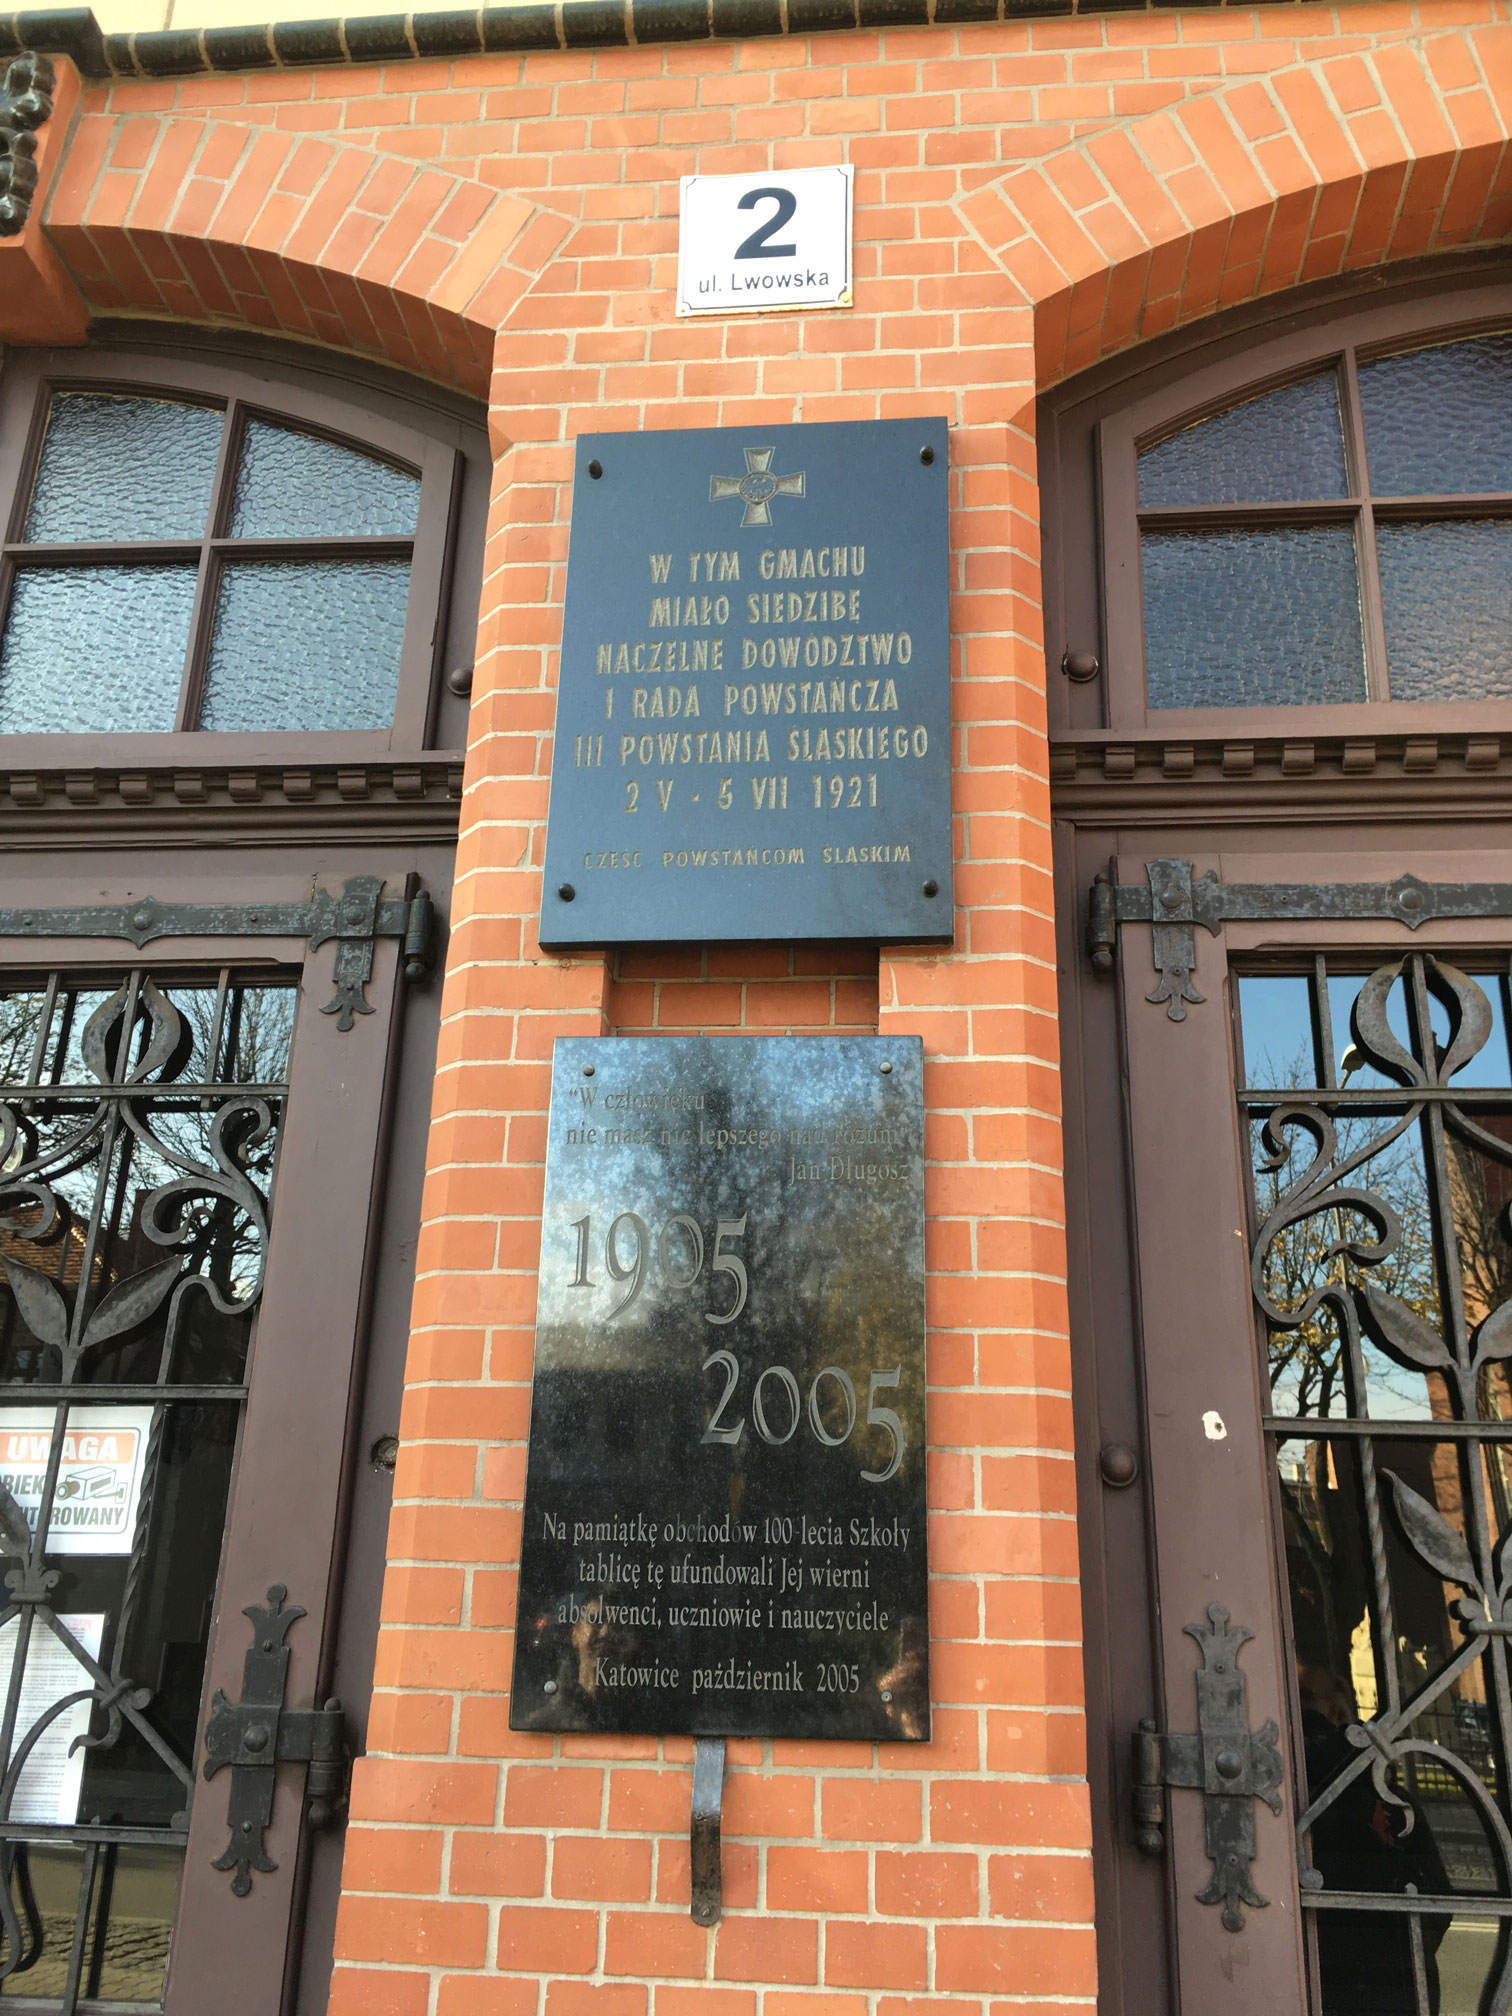 2
ul. Lwowska
W TYM GMACHU
MIAŁO SIEDZIBĘ
NACZELNE DOWÓDZTWO
I RADA POWSTAŃCZA
III POWSTANIA ŚLĄSKIEGO
2 V - 5 VII 1921
CZEŚĆ POWSTAŃCOM ŚLĄSKIM
"W człowieku
nie masz nic lepszego nad rozum"
Jan Długosz
1905
2005
Na pamiątkę obchodów 100-lecia Szkoły
tablicę tę ufundowali Jej wierni
absolwenci, uczniowie i nauczyciele
Katowice październik 2005
UWAGA